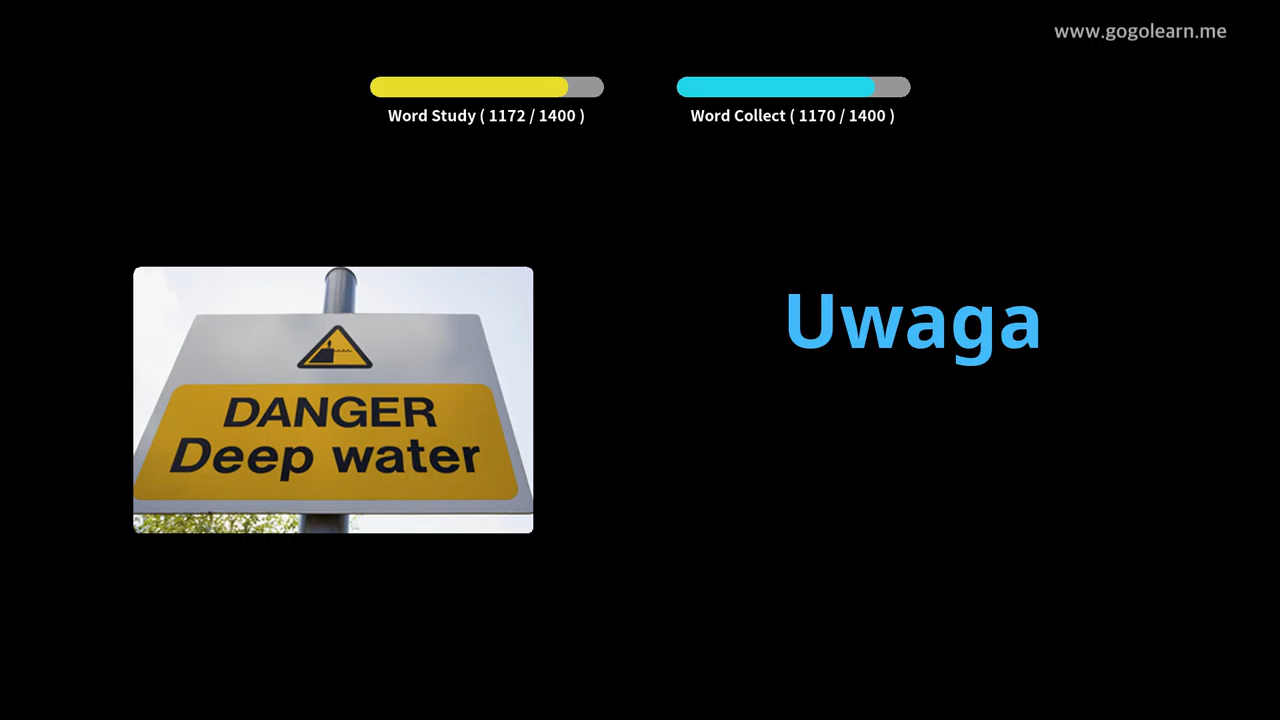 www.gogolearn.me
Word Study ( 1172 / 1400 )
Word Collect ( 1170 / 1400 )
DANGER
Deep water
Uwaga